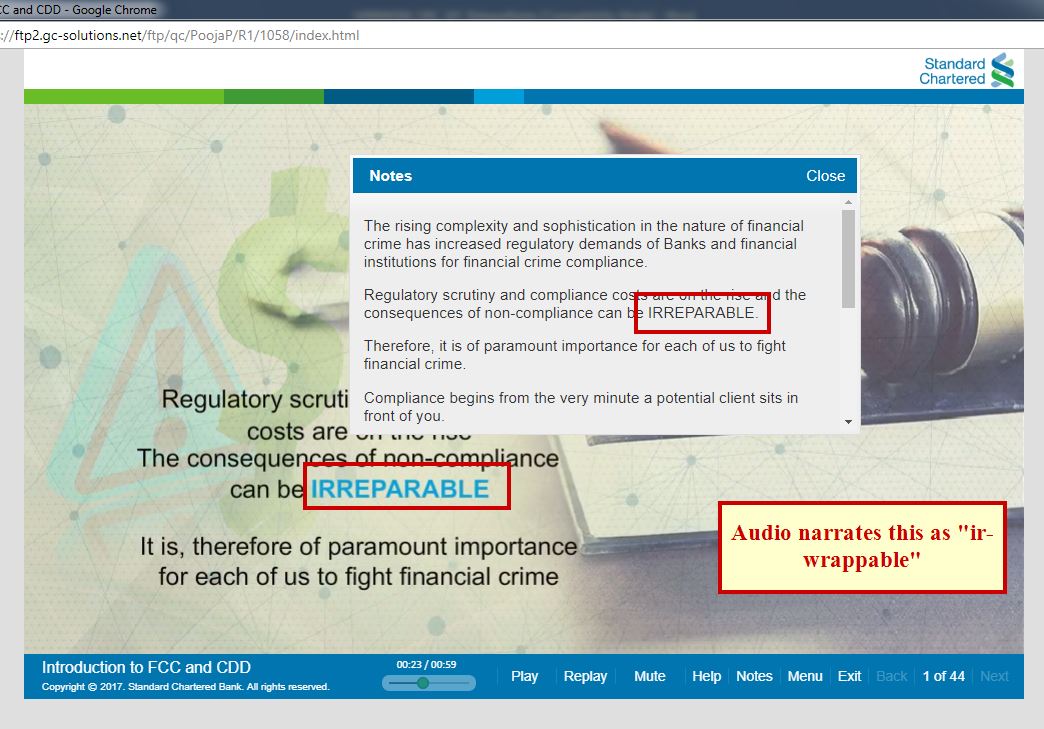 CC and CDD - Google Chrome
://ftp2.gc-solutions.net/ftp/qc/PoojaP/R1/1058/index.html
Standard
Chartered
Notes
Close
The rising complexity and sophistication in the nature of financial
crime has increased regulatory demands of Banks and financial
institutions for financial crime compliance.
Regulatory scrutiny and compliance costs are on the rise and the
consequences of non-compliance can be IRREPARABLE.
Therefore, it is of paramount importance for each of us to fight
financial crime.
Compliance begins from the very minute a potential client sits in
front of you.
Regulatory scruti
costs are on the rise
The consequences of non-compliance
can be IRREPARABLE
It is, therefore of paramount importance
for each of us to fight financial crime
Audio narrates this as "ir-
wrappable"
Introduction to FCC and CDD
Copyright © 2017. Standard Chartered Bank. All rights reserved.
00:23 / 00:59
Play Replay Mute Help Notes Menu Exit Back 1 of 44 Next